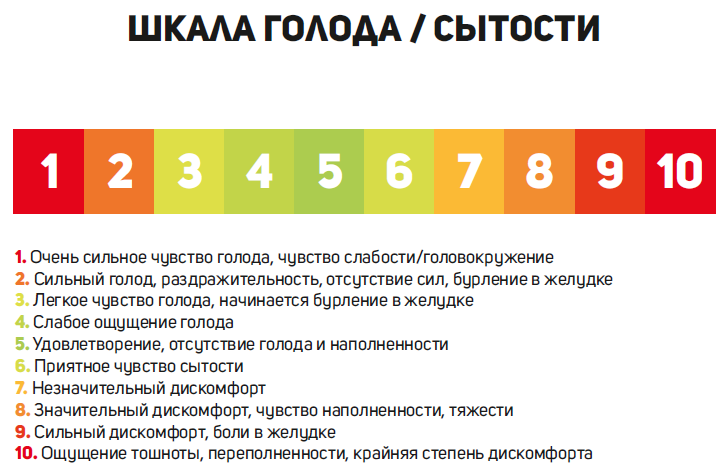 ШКАЛА ГОЛОДА / СЫТОСТИ
1 2 3 4 5 6 7 8 9 10
1. Очень сильное чувство голода, чувство слабости/головокружение
2. Сильный голод, раздражительность, отсутствие сил, бурление в желудке
3. Легкое чувство голода, начинается бурление в желудке
4. Слабое ощущение голода
5. Удовлетворение, отсутствие голода и наполненности
6. Приятное чувство сытости
7. Незначительный дискомфорт
8. Значительный дискомфорт, чувство наполненности, тяжести
9. Сильный дискомфорт, боли в желудке
10. Ощущение тошноты, переполненности, крайняя степень дискомфорта